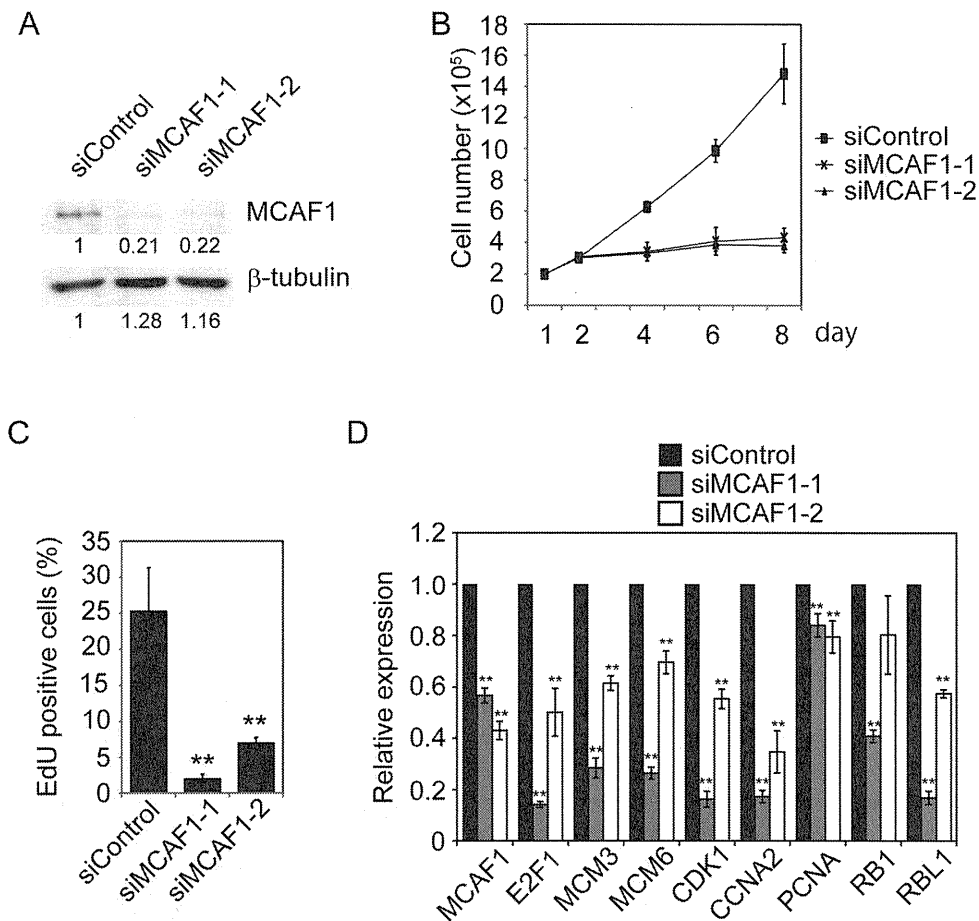 A
siControl
siMCAF1-1
siMCAF1-2
MCAF1
1 0.21 0.22
β-tubulin
1 1.28 1.16
B
18
16
14
12
10
8
6
4
2
0
Cell number (x10⁵)
1 2 4 6 8 day
siControl
siMCAF1-1
siMCAF1-2
C
35
30
25
20
15
10
5
0
EdU positive cells (%)
** **
siControl
siMCAF1-1
siMCAF1-2
D
siControl
siMCAF1-1
siMCAF1-2
1.2
1.0
0.8
0.6
0.4
0.2
0
Relative expression
** ** ** ** ** ** ** ** ** ** ** ** ** ** ** ** **
MCAF1
E2F1
MCM3
MCM6
CDK1
CCNA2
PCNA
RB1
RBL1